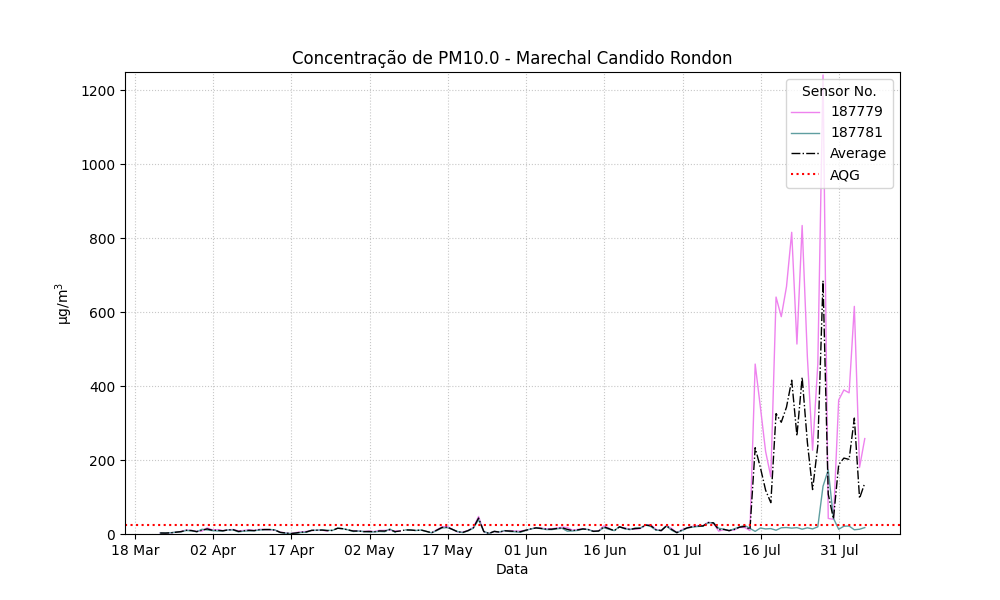 Concentração de PM10.0 - Marechal Candido Rondon
Sensor No.
187779
187781
Average
AQG
µg/m³
1200
1000
800
600
400
200
0
18 Mar
02 Apr
17 Apr
02 May
17 May
01 Jun
16 Jun
01 Jul
16 Jul
31 Jul
Data